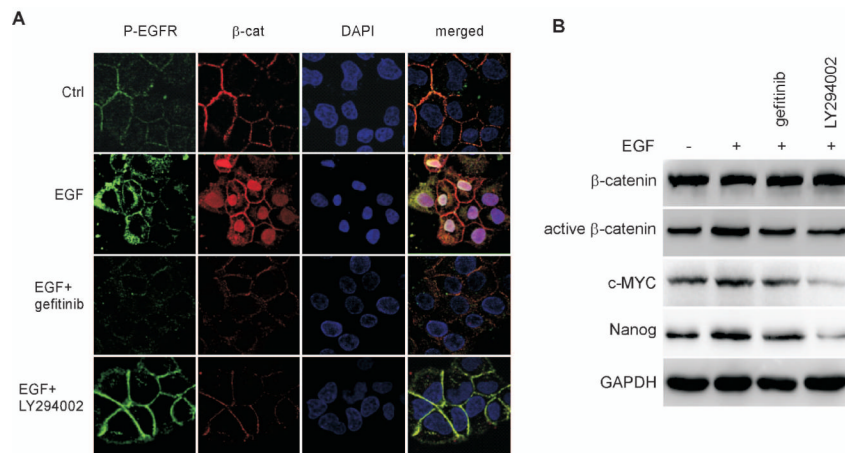 A
P-EGFR β-cat DAPI merged
Ctrl
EGF
EGF+
gefitinib
EGF+
LY294002
B
gefitinib
LY294002
EGF - + + +
β-catenin
active β-catenin
c-MYC
Nanog
GAPDH